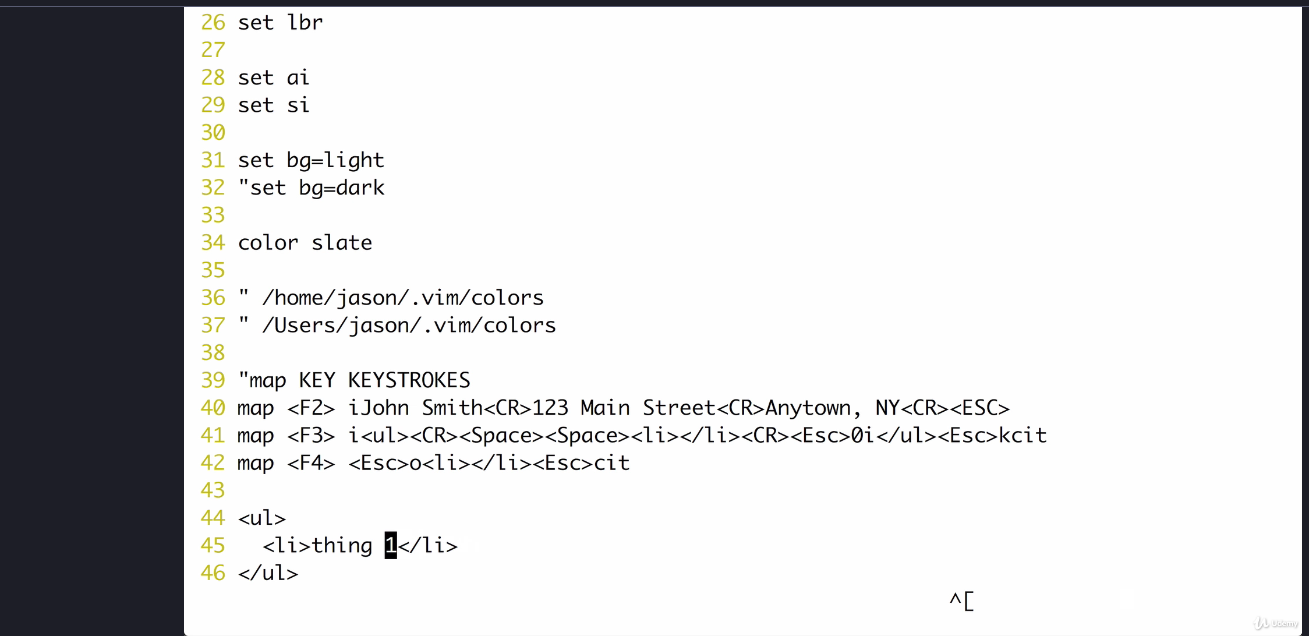 26 set lbr
27
28 set ai
29 set si
30
31 set bg=light
32 "set bg=dark
33
34 color slate
35
36 " /home/jason/.vim/colors
37 " /Users/jason/.vim/colors
38
39 "map KEY KEYSTROKES
40 map <F2> iJohn Smith<CR>123 Main Street<CR>Anytown, NY<CR><ESC>
41 map <F3> i<ul><CR><Space><Space><li></li><CR><Esc>0i</ul><Esc>kcit
42 map <F4> <Esc>o<li></li><Esc>cit
43
44 <ul>
45   <li>thing 1</li>
46 </ul>
^[
Udemy